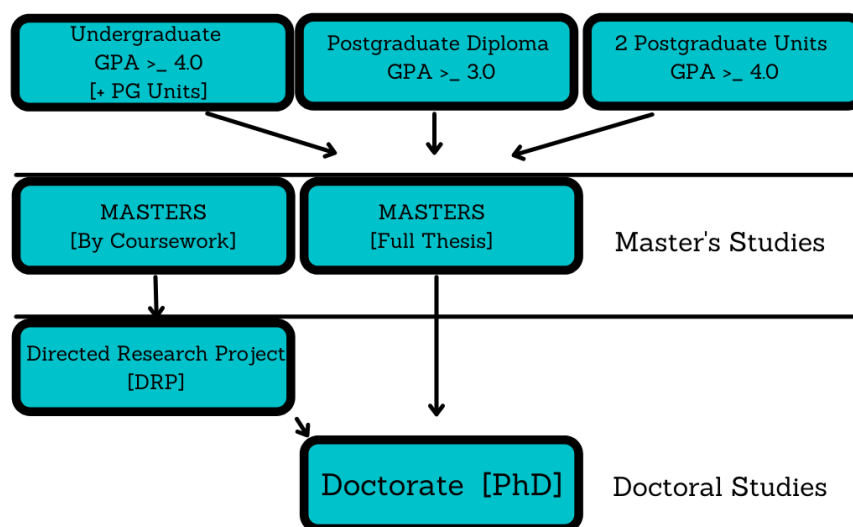 Undergraduate
GPA >_ 4.0
[+ PG Units]
Postgraduate Diploma
GPA >_ 3.0
2 Postgraduate Units
GPA >_ 4.0
MASTERS
[By Coursework]
MASTERS
[Full Thesis]
Master's Studies
Directed Research Project
[DRP]
Doctorate [PhD]
Doctoral Studies